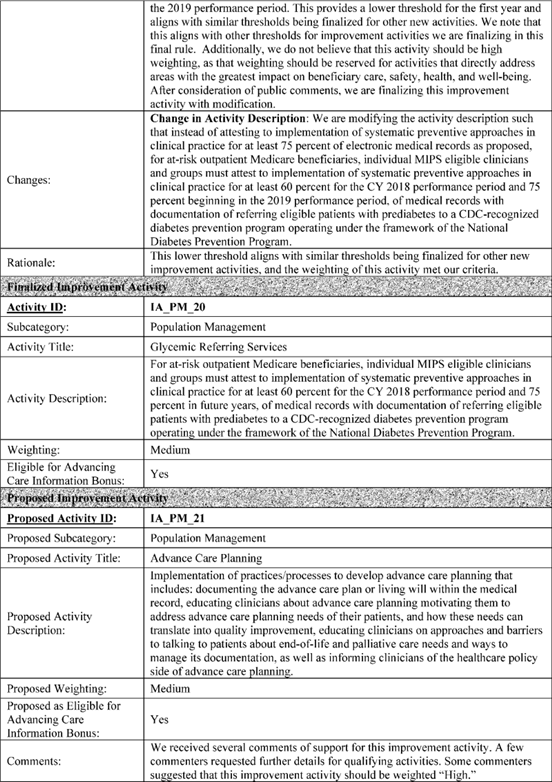 the 2019 performance period. This provides a lower threshold for the first year and
aligns with similar thresholds being finalized for other new activities. We note that
this aligns with other thresholds for improvement activities we are finalizing in this
final rule.  Additionally, we do not believe that this activity should be high
weighting, as that weighting should be reserved for activities that directly address
areas with the greatest impact on beneficiary care, safety, health, and well-being.
After consideration of public comments, we are finalizing this improvement
activity with modification.
Changes:
Change in Activity Description: We are modifying the activity description such
that instead of attesting to implementation of systematic preventive approaches in
clinical practice for at least 75 percent of electronic medical records as proposed,
for at-risk outpatient Medicare beneficiaries, individual MIPS eligible clinicians
and groups must attest to implementation of systematic preventive approaches in
clinical practice for at least 60 percent for the CY 2018 performance period and 75
percent beginning in the 2019 performance period, of medical records with
documentation of referring eligible patients with prediabetes to a CDC-recognized
diabetes prevention program operating under the framework of the National
Diabetes Prevention Program.
Rationale:
This lower threshold aligns with similar thresholds being finalized for other new
improvement activities, and the weighting of this activity met our criteria.
Finalized Improvement Activity
Activity ID: IA_PM_20
Subcategory: Population Management
Activity Title: Glycemic Referring Services
Activity Description:
For at-risk outpatient Medicare beneficiaries, individual MIPS eligible clinicians
and groups must attest to implementation of systematic preventive approaches in
clinical practice for at least 60 percent for the CY 2018 performance period and 75
percent in future years, of medical records with documentation of referring eligible
patients with prediabetes to a CDC-recognized diabetes prevention program
operating under the framework of the National Diabetes Prevention Program.
Weighting: Medium
Eligible for Advancing
Care Information Bonus:
Yes
Proposed Improvement Activity
Proposed Activity ID: IA_PM_21
Proposed Subcategory: Population Management
Proposed Activity Title: Advance Care Planning
Proposed Activity
Description:
Implementation of practices/processes to develop advance care planning that
includes: documenting the advance care plan or living will within the medical
record, educating clinicians about advance care planning motivating them to
address advance care planning needs of their patients, and how these needs can
translate into quality improvement, educating clinicians on approaches and barriers
to talking to patients about end-of-life and palliative care needs and ways to
manage its documentation, as well as informing clinicians of the healthcare policy
side of advance care planning.
Proposed Weighting: Medium
Proposed as Eligible for
Advancing Care
Information Bonus:
Yes
Comments:
We received several comments of support for this improvement activity. A few
commenters requested further details for qualifying activities. Some commenters
suggested that this improvement activity should be weighted “High.”